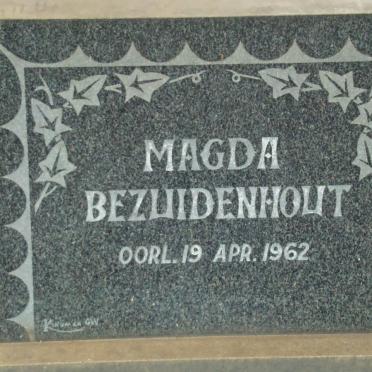 MAGDA
BEZUIDENHOUT
OORL. 19 APR. 1962